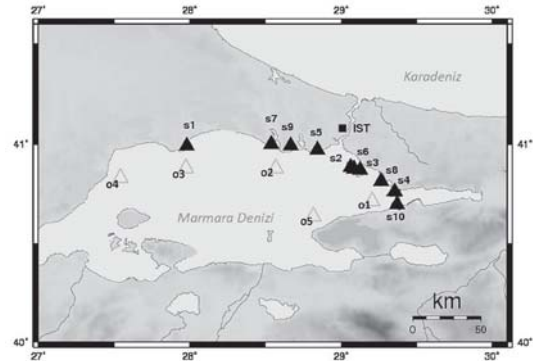 27° 28° 29° 30°
Karadeniz
s7
s1 s9 s5 IST
41° 41°
s2 s6 s3
o4 o3 o2 s8
s4
o1
Marmara Denizi o5 s10
km
0 50
40° 40°
27° 28° 29° 30°